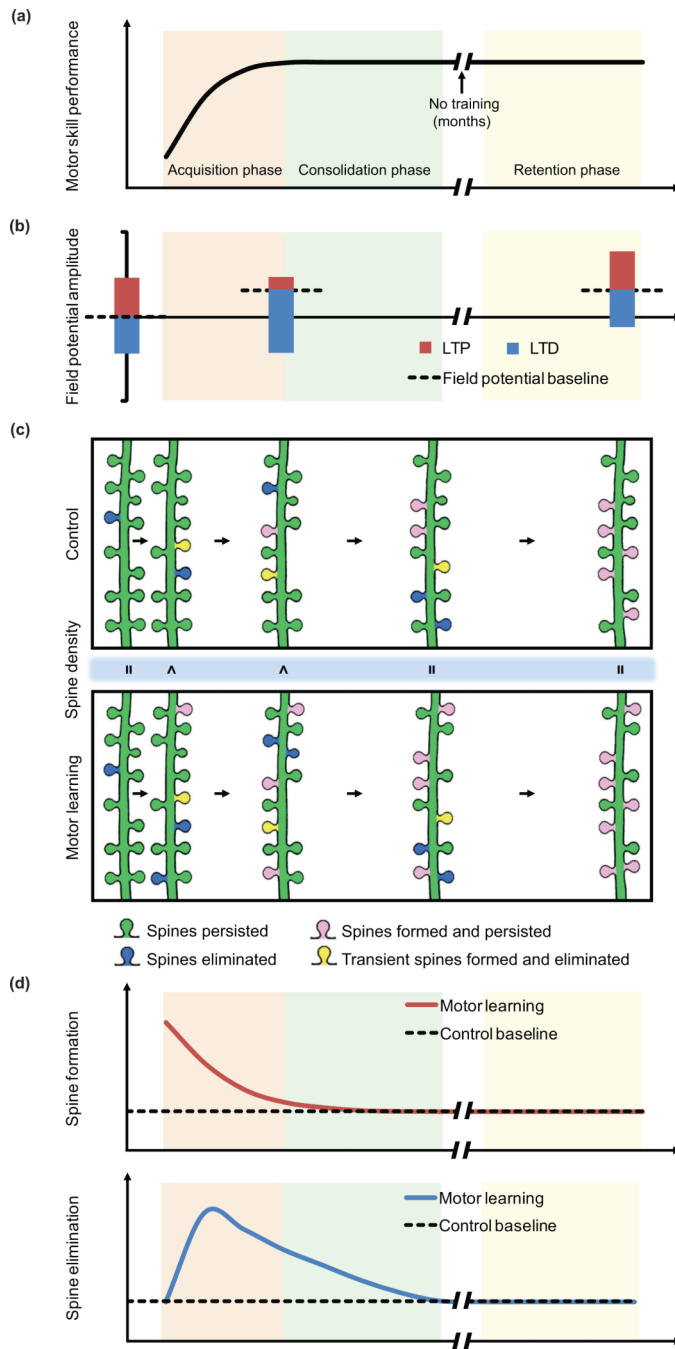 (a)
Motor skill performance
No training
(months)
Acquisition phase
Consolidation phase
Retention phase
(b)
Field potential amplitude
LTP
LTD
Field potential baseline
(c)
Control
Spine density
= ^ ^ = =
Motor learning
Spines persisted
Spines formed and persisted
Spines eliminated
Transient spines formed and eliminated
(d)
Spine formation
Motor learning
Control baseline
Spine elimination
Motor learning
Control baseline